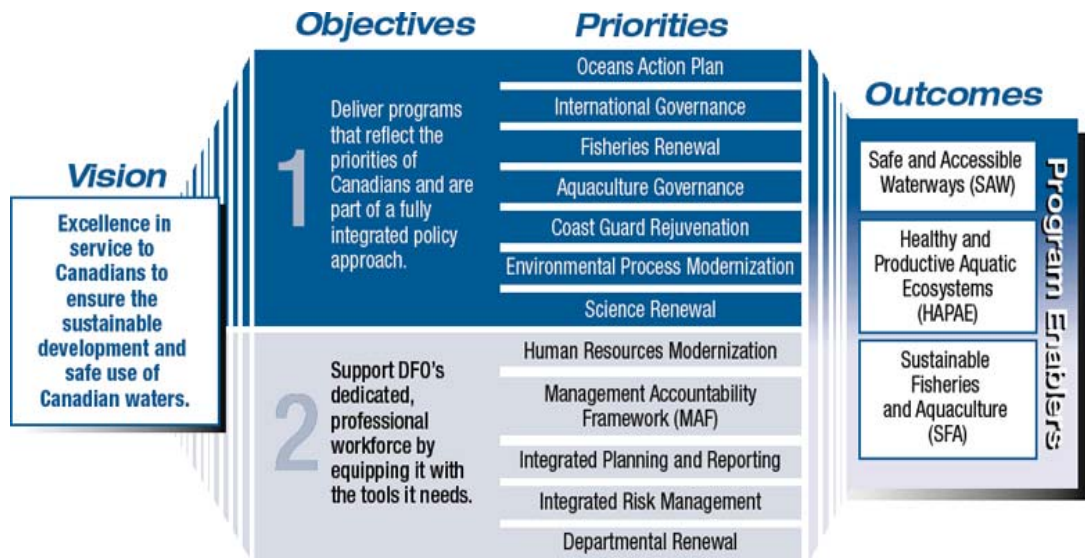 Vision
Excellence in
service to
Canadians to
ensure the
sustainable
development and
safe use of
Canadian waters.
Objectives
1
Deliver programs
that reflect the
priorities of
Canadians and are
part of a fully
integrated policy
approach.
2
Support DFO's
dedicated,
professional
workforce by
equipping it with
the tools it needs.
Priorities
Oceans Action Plan
International Governance
Fisheries Renewal
Aquaculture Governance
Coast Guard Rejuvenation
Environmental Process Modernization
Science Renewal
Human Resources Modernization
Management Accountability
Framework (MAF)
Integrated Planning and Reporting
Integrated Risk Management
Departmental Renewal
Outcomes
Safe and Accessible
Waterways (SAW)
Healthy and
Productive Aquatic
Ecosystems
(HAPAE)
Sustainable
Fisheries
and Aquaculture
(SFA)
Program Enablers